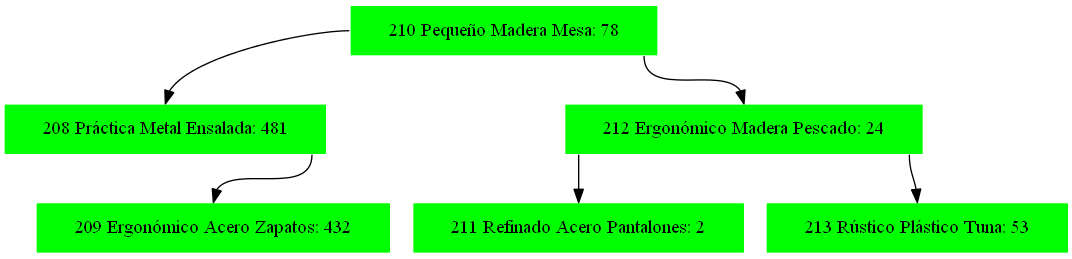 210 Pequeño Madera Mesa: 78
208 Práctica Metal Ensalada: 481
212 Ergonómico Madera Pescado: 24
209 Ergonómico Acero Zapatos: 432
211 Refinado Acero Pantalones: 2
213 Rústico Plástico Tuna: 53